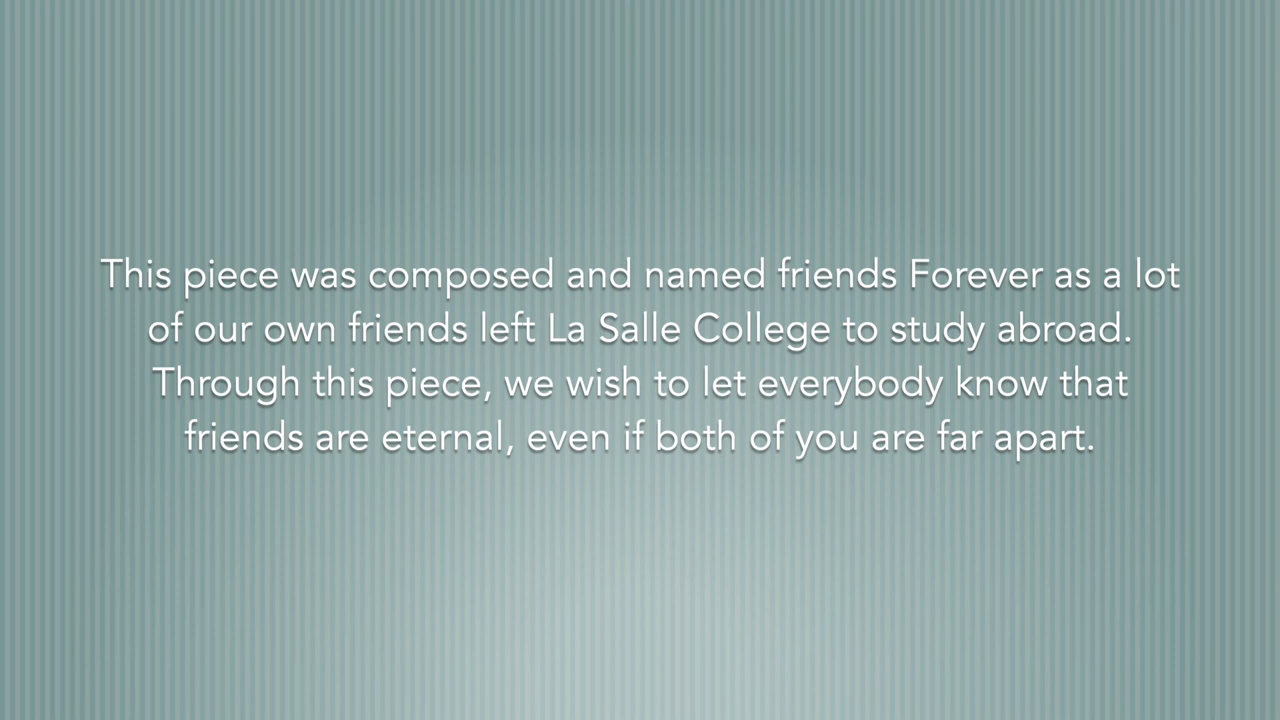 This piece was composed and named friends Forever as a lot
of our own friends left La Salle College to study abroad.
Through this piece, we wish to let everybody know that
friends are eternal, even if both of you are far apart.